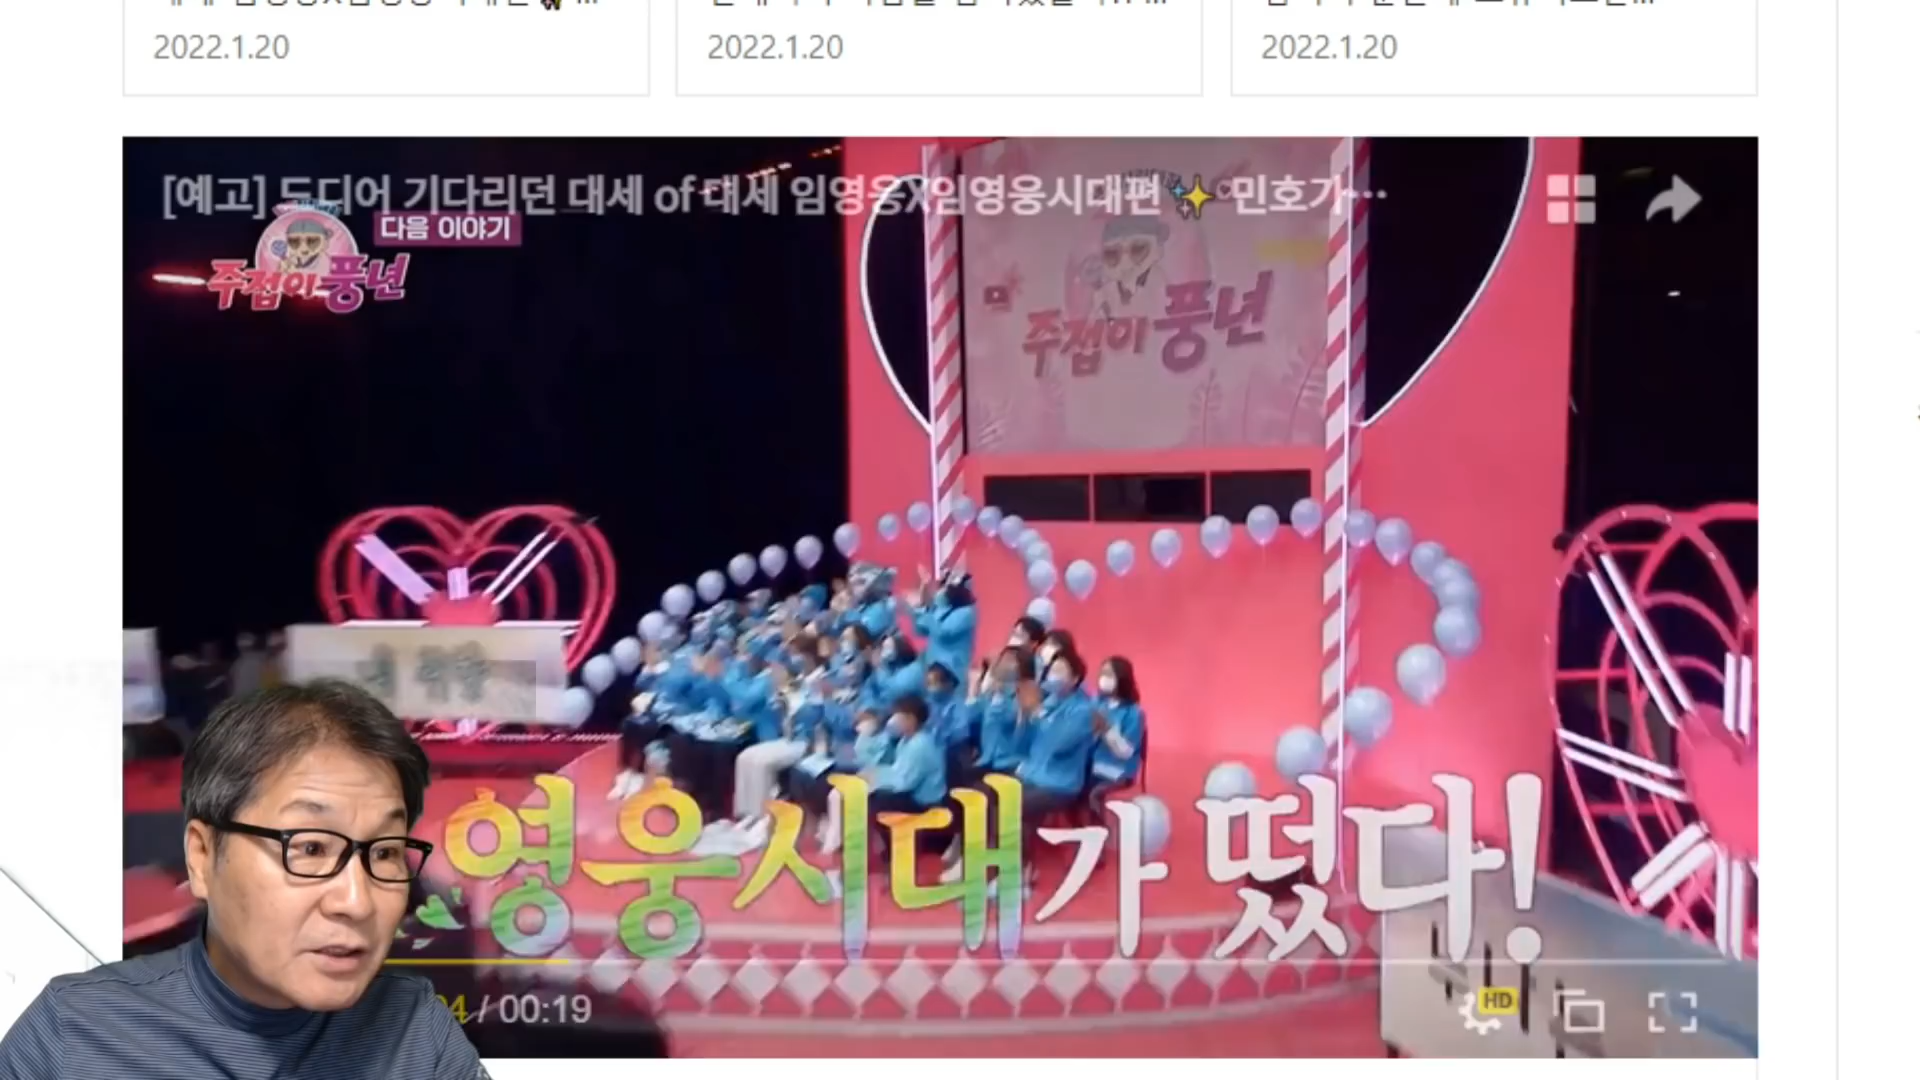 2022.1.20
2022.1.20
2022.1.20
[예고] 드디어 기다리던 대세 of 대세 임영웅X임영웅시대편✨ 민호가…
다음 이야기
주접이 풍년
주접이 풍년
영웅시대가 떴다!
/ 00:19
HD